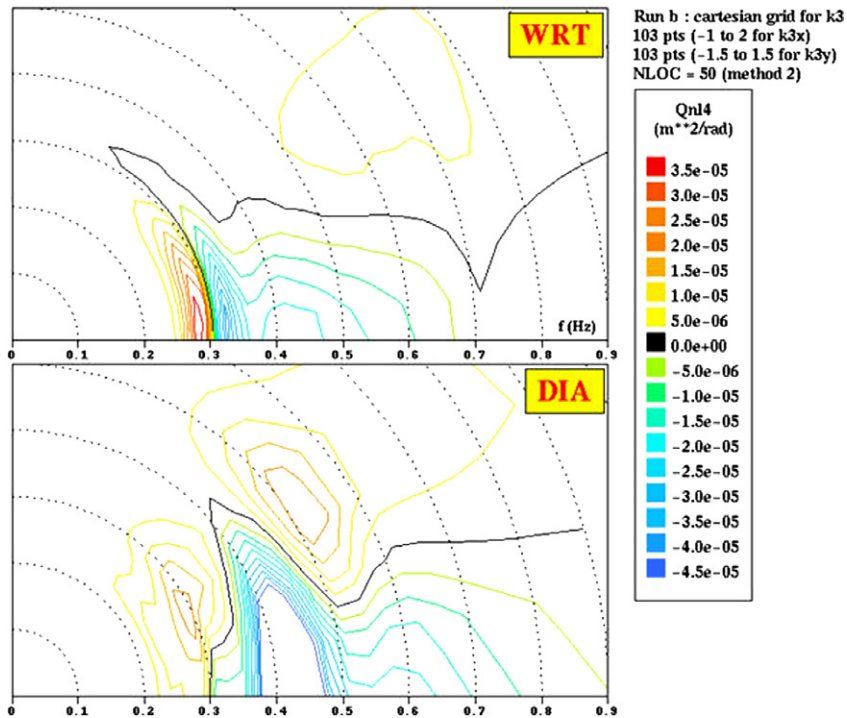 WRT
f (Hz)
0 0.1 0.2 0.3 0.4 0.5 0.6 0.7 0.8 0.9
DIA
0 0.1 0.2 0.3 0.4 0.5 0.6 0.7 0.8 0.9
Run b : cartesian grid for k3
103 pts (-1 to 2 for k3x)
103 pts (-1.5 to 1.5 for k3y)
NLOC = 50 (method 2)
Qnl4
(m**2/rad)
3.5e-05
3.0e-05
2.5e-05
2.0e-05
1.5e-05
1.0e-05
5.0e-06
0.0e+00
-5.0e-06
-1.0e-05
-1.5e-05
-2.0e-05
-2.5e-05
-3.0e-05
-3.5e-05
-4.0e-05
-4.5e-05